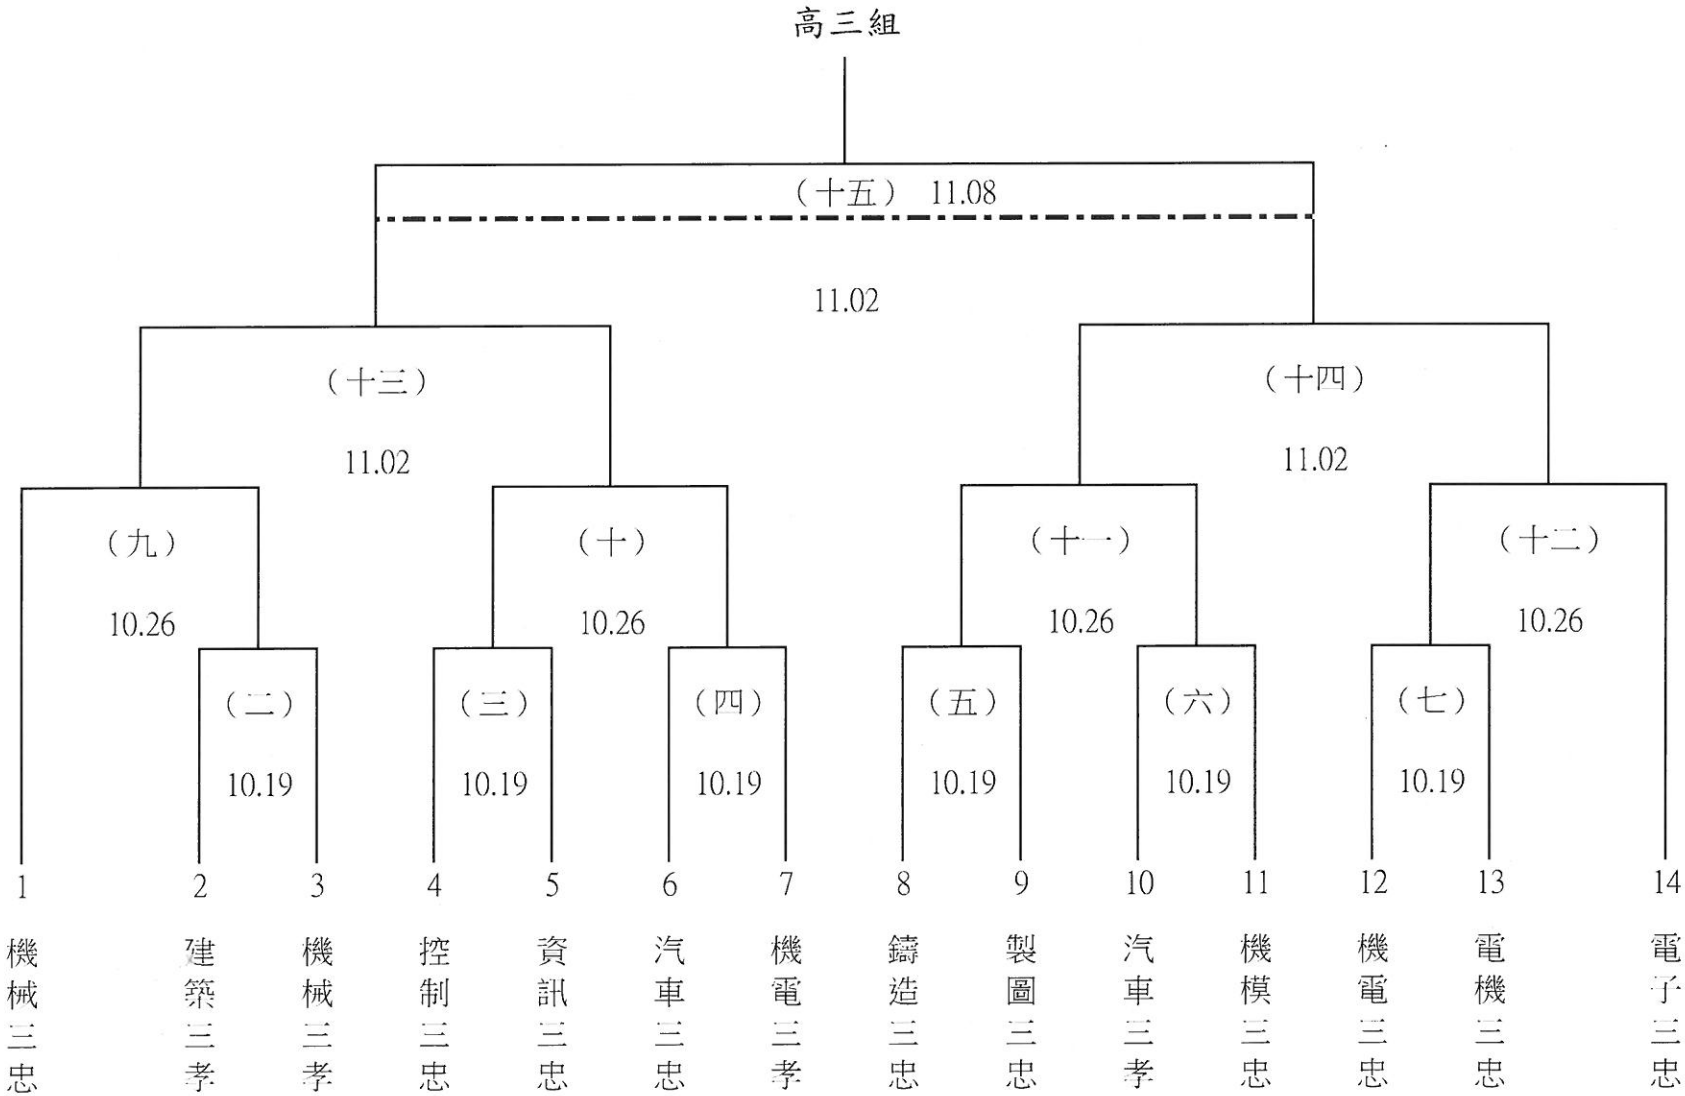 高三組
（十五） 11.08
11.02
（十三）
（十四）
11.02
11.02
（九）
（十）
（十一）
（十二）
10.26
10.26
10.26
10.26
（二）
（三）
（四）
（五）
（六）
（七）
10.19
10.19
10.19
10.19
10.19
10.19
1
2
3
4
5
6
7
8
9
10
11
12
13
14
機械三忠
建築三孝
機械三孝
控制三忠
資訊三忠
汽車三忠
機電三孝
鑄造三忠
製圖三忠
汽車三孝
機模三忠
機電三忠
電機三忠
電子三忠